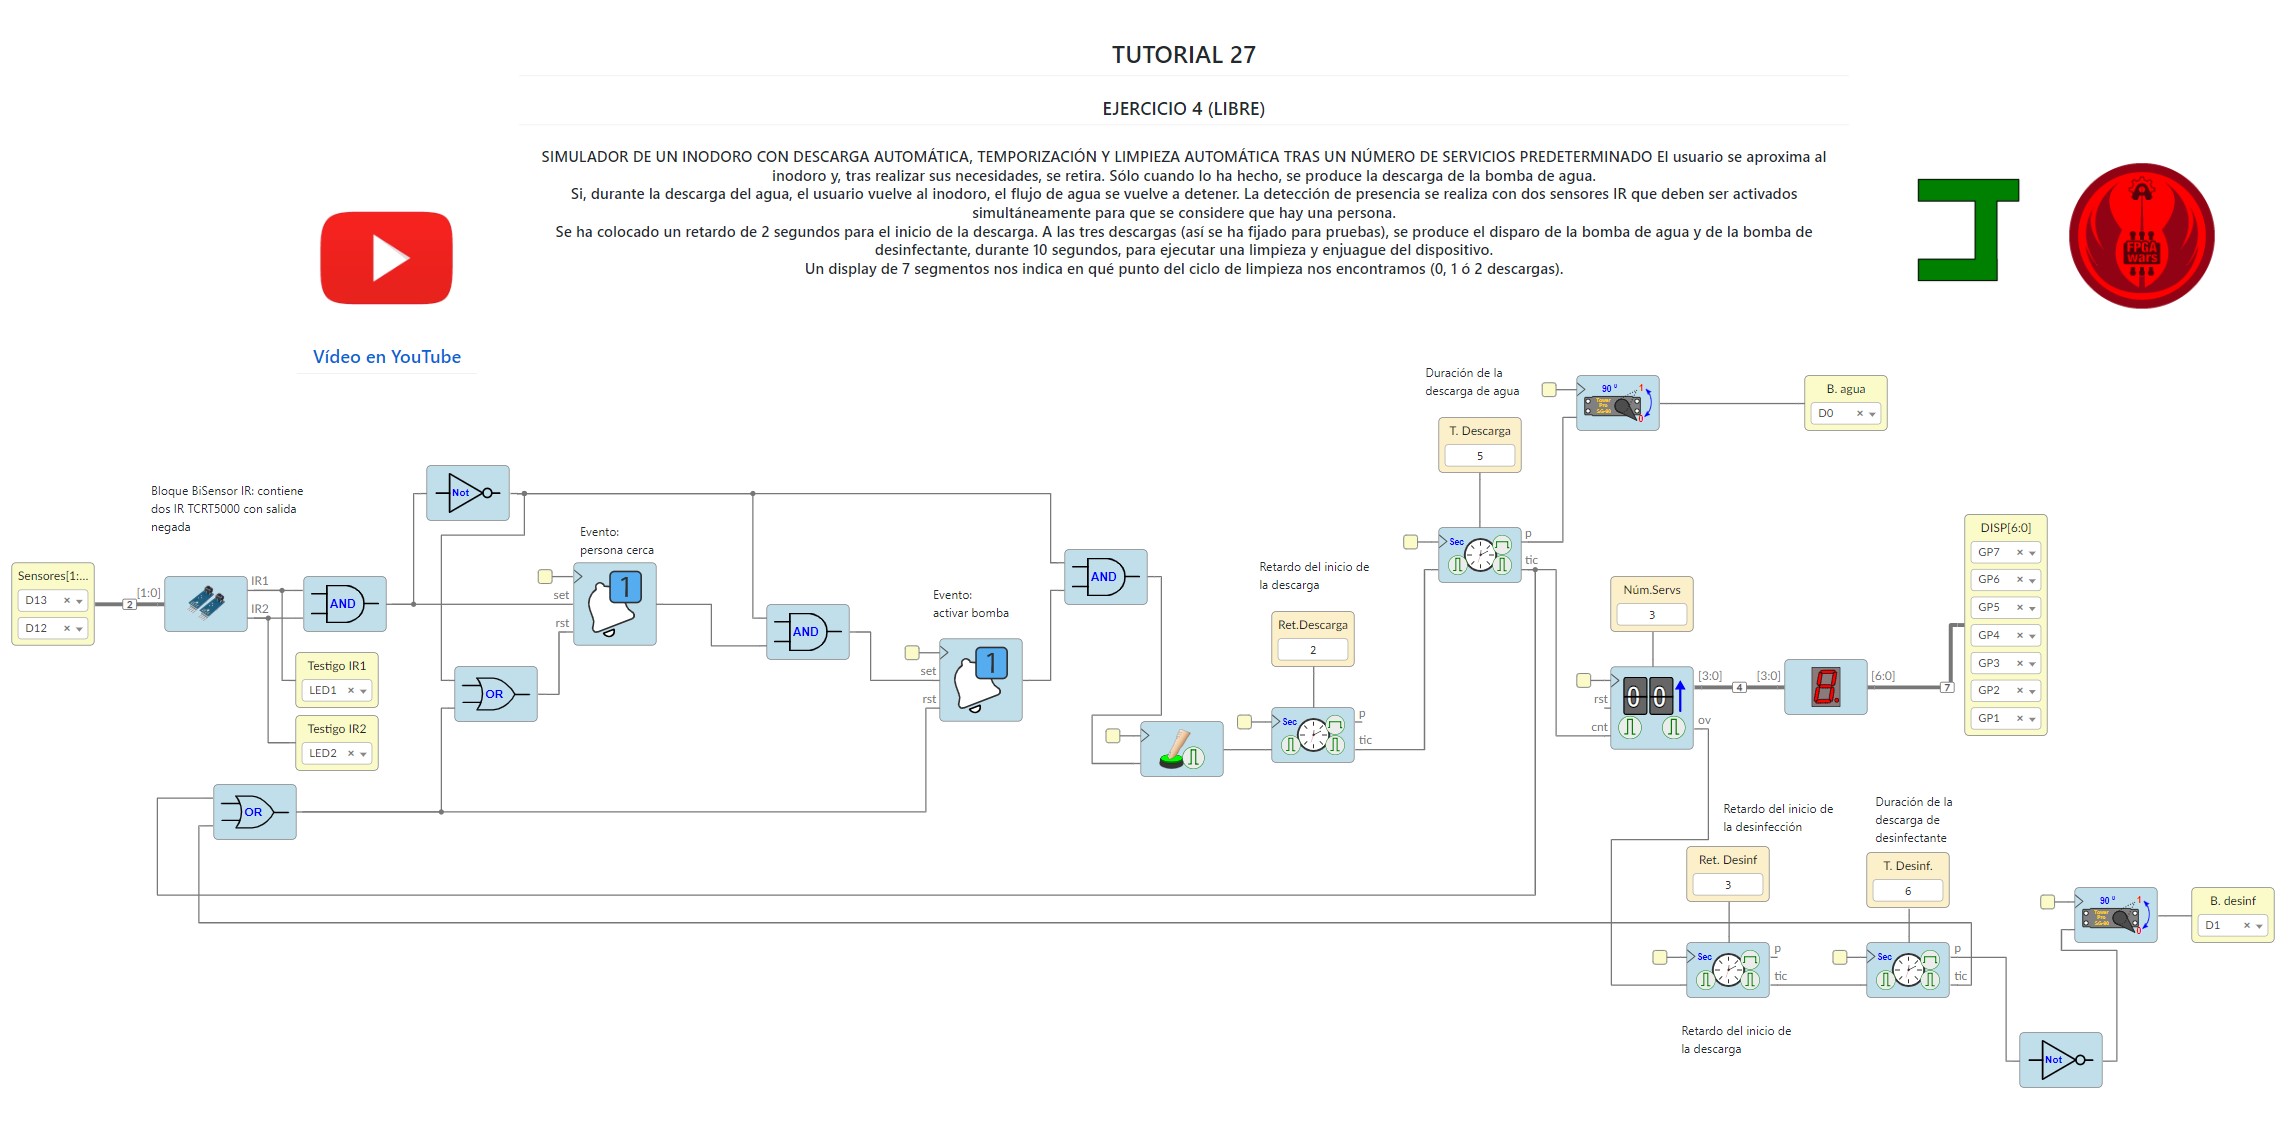 TUTORIAL 27
EJERCICIO 4 (LIBRE)
SIMULADOR DE UN INODORO CON DESCARGA AUTOMÁTICA, TEMPORIZACIÓN Y LIMPIEZA AUTOMÁTICA TRAS UN NÚMERO DE SERVICIOS PREDETERMINADO El usuario se aproxima al
inodoro y, tras realizar sus necesidades, se retira. Sólo cuando lo ha hecho, se produce la descarga de la bomba de agua.
Si, durante la descarga del agua, el usuario vuelve al inodoro, el flujo de agua se vuelve a detener. La detección de presencia se realiza con dos sensores IR que deben ser activados
simultáneamente para que se considere que hay una persona.
Se ha colocado un retardo de 2 segundos para el inicio de la descarga. A las tres descargas (así se ha fijado para pruebas), se produce el disparo de la bomba de agua y de la bomba de
desinfectante, durante 10 segundos, para ejecutar una limpieza y enjuague del dispositivo.
Un display de 7 segmentos nos indica en qué punto del ciclo de limpieza nos encontramos (0, 1 ó 2 descargas).
FPGA
wars
Vídeo en YouTube
Duración de la
descarga de agua
90 º
1
0
Tower
Pro
SG-90
B. agua
D0
T. Descarga
5
Bloque BiSensor IR: contiene
dos IR TCRT5000 con salida
negada
Not
Evento:
persona cerca
Sensores[1:...
D13
D12
2
[1:0]
IR1
IR2
AND
set
rst
1
Testigo IR1
LED1
Testigo IR2
LED2
OR
OR
AND
Evento:
activar bomba
set
rst
1
AND
Retardo del inicio de
la descarga
Ret.Descarga
2
Sec
p
tic
Sec
p
tic
Núm.Servs
3
rst
cnt
0 0
[3:0]
ov
4
[3:0]
[6:0]
7
DISP[6:0]
GP7
GP6
GP5
GP4
GP3
GP2
GP1
Retardo del inicio de
la desinfección
Duración de la
descarga de
desinfectante
Ret. Desinf
3
T. Desinf.
6
Sec
p
tic
Sec
p
tic
Retardo del inicio de
la descarga
90 º
1
0
Tower
Pro
SG-90
B. desinf
D1
Not